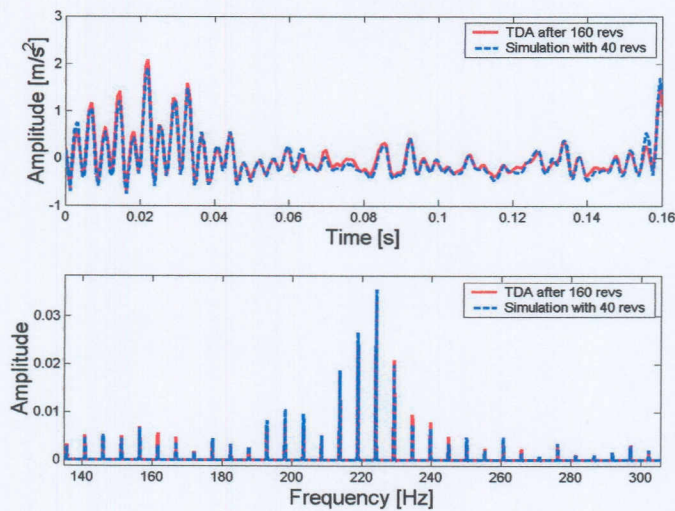 3
2
1
0
-1
Amplitude [m/s²]
TDA after 160 revs
Simulation with 40 revs
0 0.02 0.04 0.06 0.08 0.1 0.12 0.14 0.16
Time [s]
0.03
0.02
0.01
0
Amplitude
TDA after 160 revs
Simulation with 40 revs
140 160 180 200 220 240 260 280 300
Frequency [Hz]